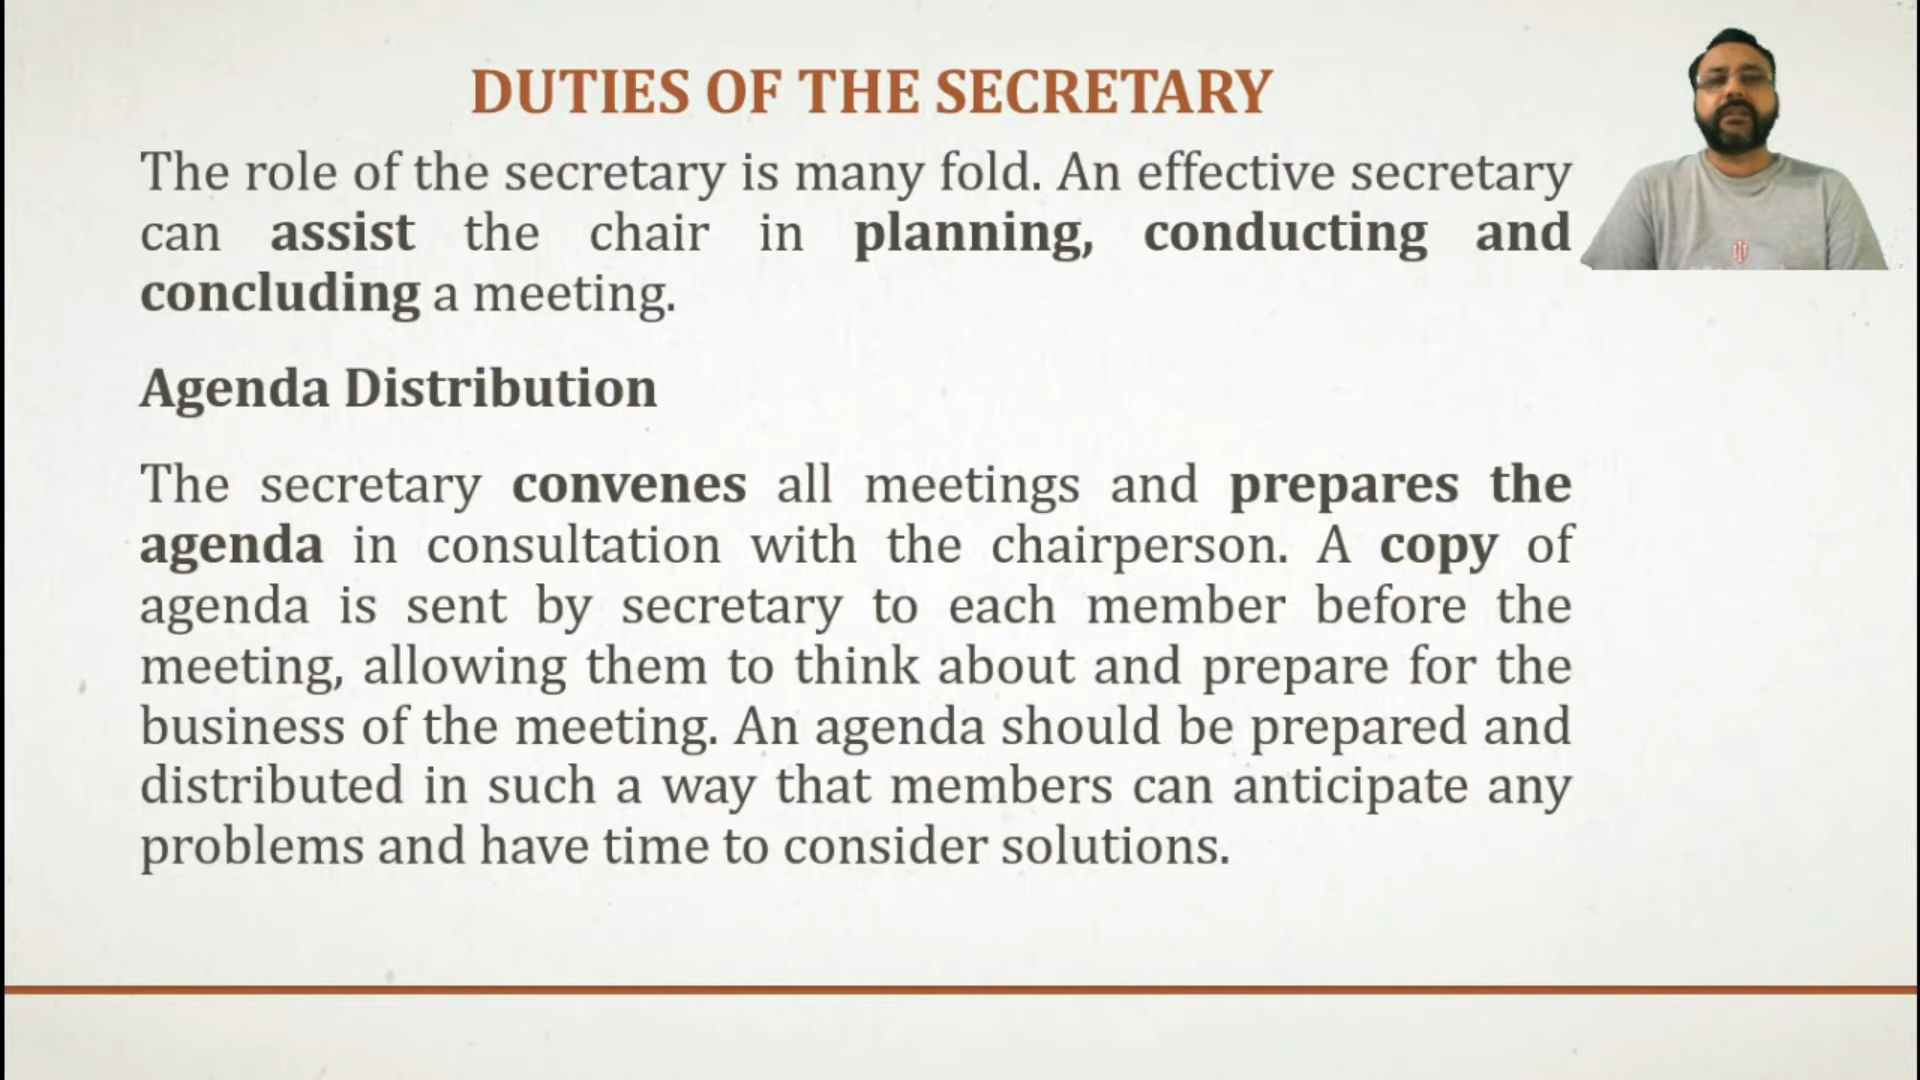 DUTIES OF THE SECRETARY
The role of the secretary is many fold. An effective secretary
can assist the chair in planning, conducting and
concluding a meeting.
Agenda Distribution
The secretary convenes all meetings and prepares the
agenda in consultation with the chairperson. A copy of
agenda is sent by secretary to each member before the
meeting, allowing them to think about and prepare for the
business of the meeting. An agenda should be prepared and
distributed in such a way that members can anticipate any
problems and have time to consider solutions.